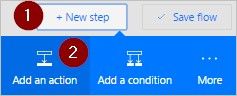 1 + New step ✓ Save flow
2
Add an action Add a condition More